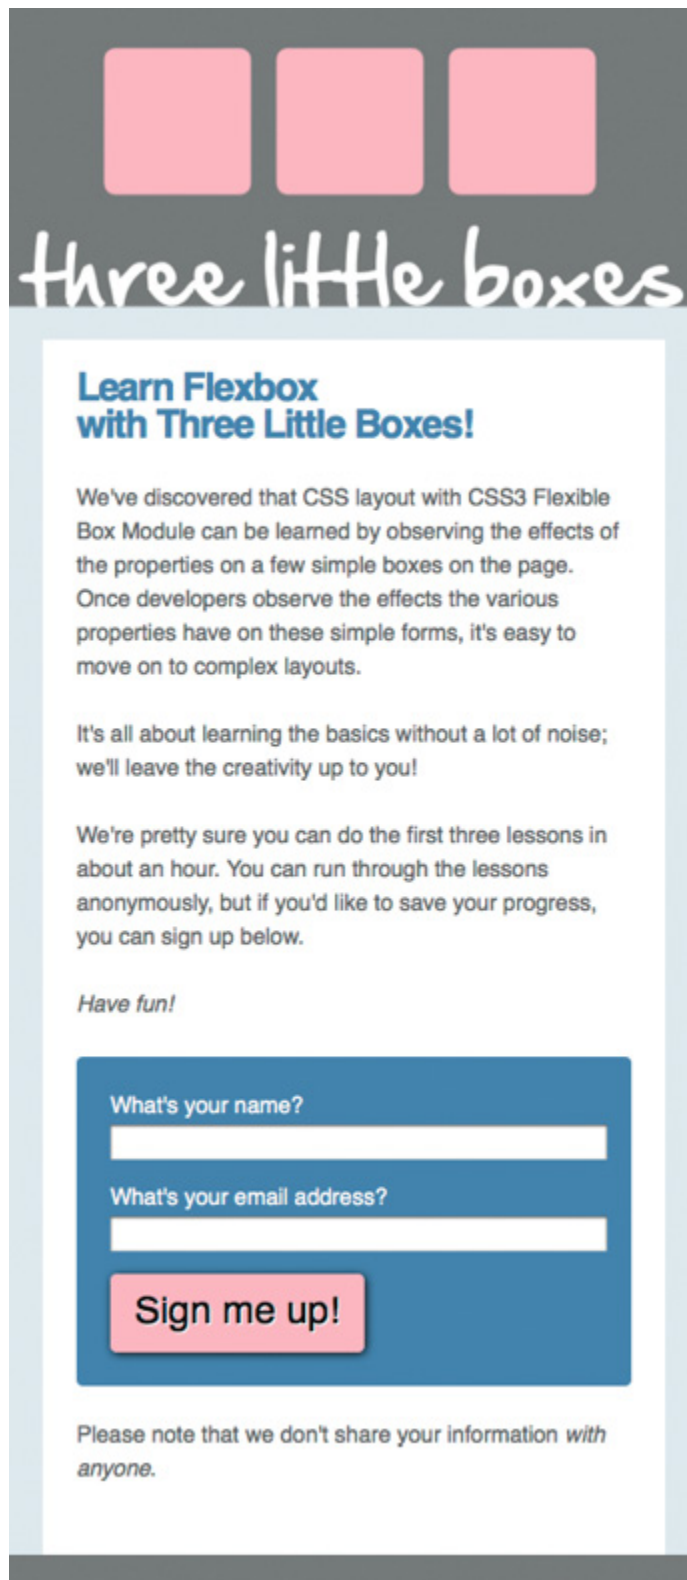 three little boxes
Learn Flexbox
with Three Little Boxes!
We've discovered that CSS layout with CSS3 Flexible
Box Module can be learned by observing the effects of
the properties on a few simple boxes on the page.
Once developers observe the effects the various
properties have on these simple forms, it's easy to
move on to complex layouts.
It's all about learning the basics without a lot of noise;
we'll leave the creativity up to you!
We're pretty sure you can do the first three lessons in
about an hour. You can run through the lessons
anonymously, but if you'd like to save your progress,
you can sign up below.
Have fun!
What's your name?
What's your email address?
Sign me up!
Please note that we don't share your information with
anyone.